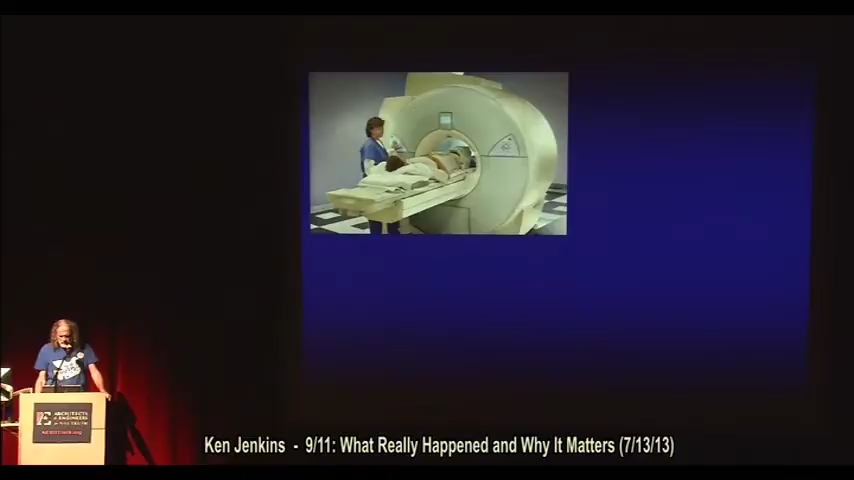 ARCHITECTS
& ENGINEERS
Ken Jenkins - 9/11: What Really Happened and Why It Matters (7/13/13)